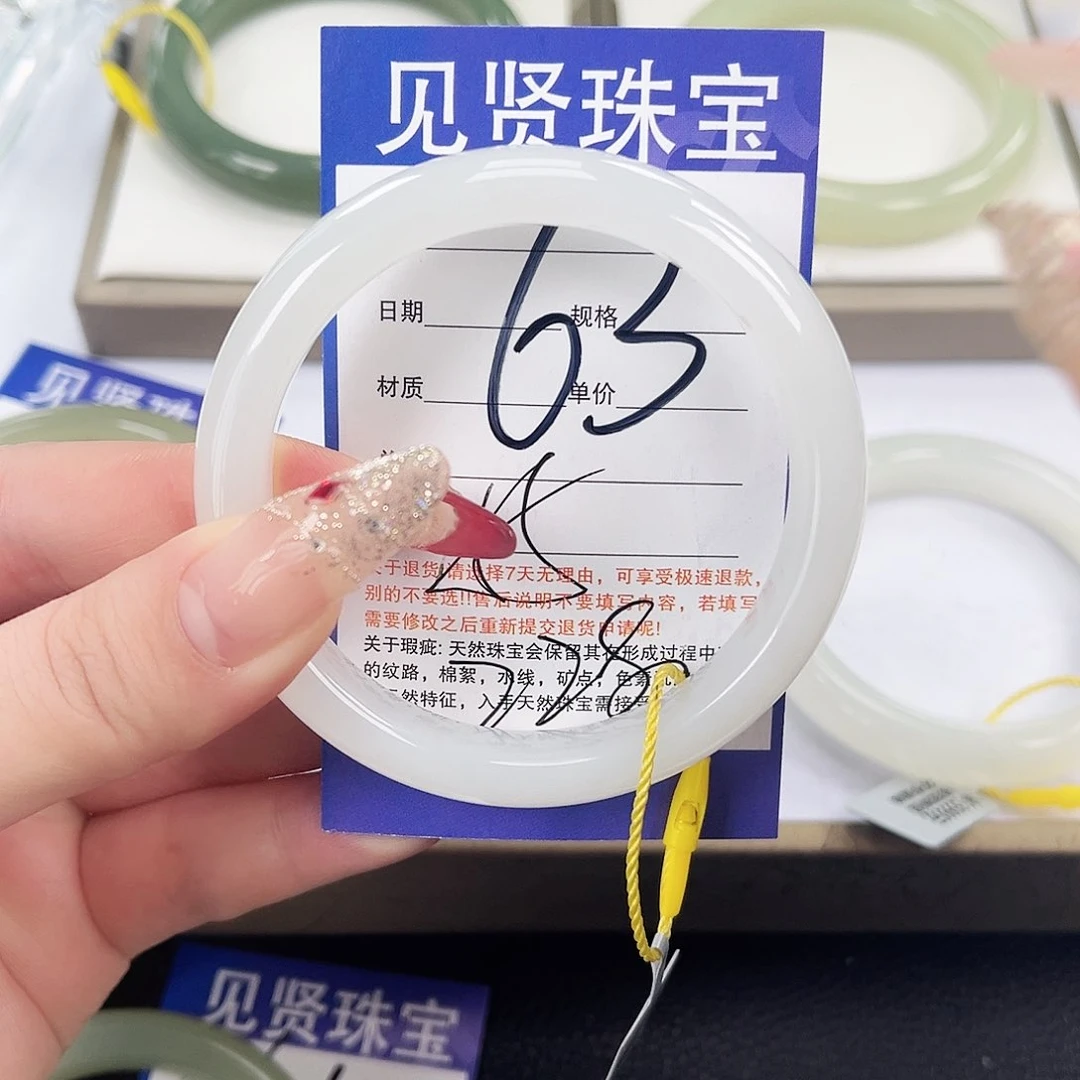 见贤珠宝
63
日期 规格
材质 单价
关于退货:请选择7天无理由，可享受极速退款，
别的不要选!!售后说明不要填写内容，若填写
需要修改之后重新提交退货申请呢!
关于瑕疵: 天然珠宝会保留其在形成过程中
的纹路，棉絮，水线，矿点，色素
然特征，入手天然珠宝需接受
见贤珠
见贤珠宝